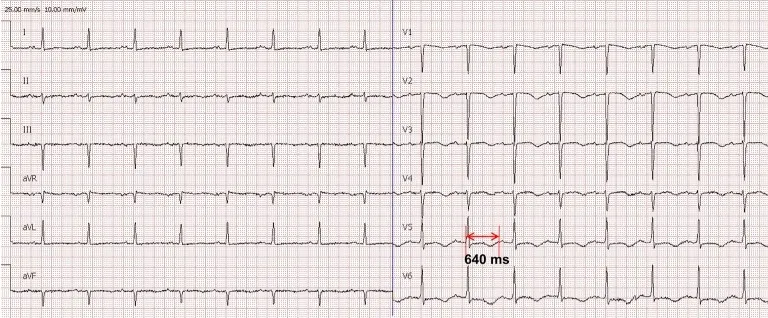 25.00 mm/s 10.00 mm/mV
I
II
III
aVR
aVL
aVF
V1
V2
V3
V4
V5
640 ms
V6